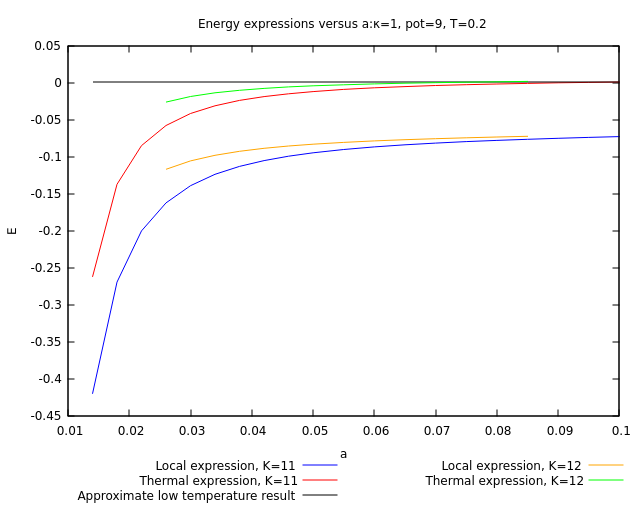 Energy expressions versus a:κ=1, pot=9, T=0.2
0.05
0
-0.05
-0.1
-0.15
-0.2
-0.25
-0.3
-0.35
-0.4
-0.45
E
0.01 0.02 0.03 0.04 0.05 0.06 0.07 0.08 0.09 0.1
a
Local expression, K=11 Local expression, K=12
Thermal expression, K=11 Thermal expression, K=12
Approximate low temperature result